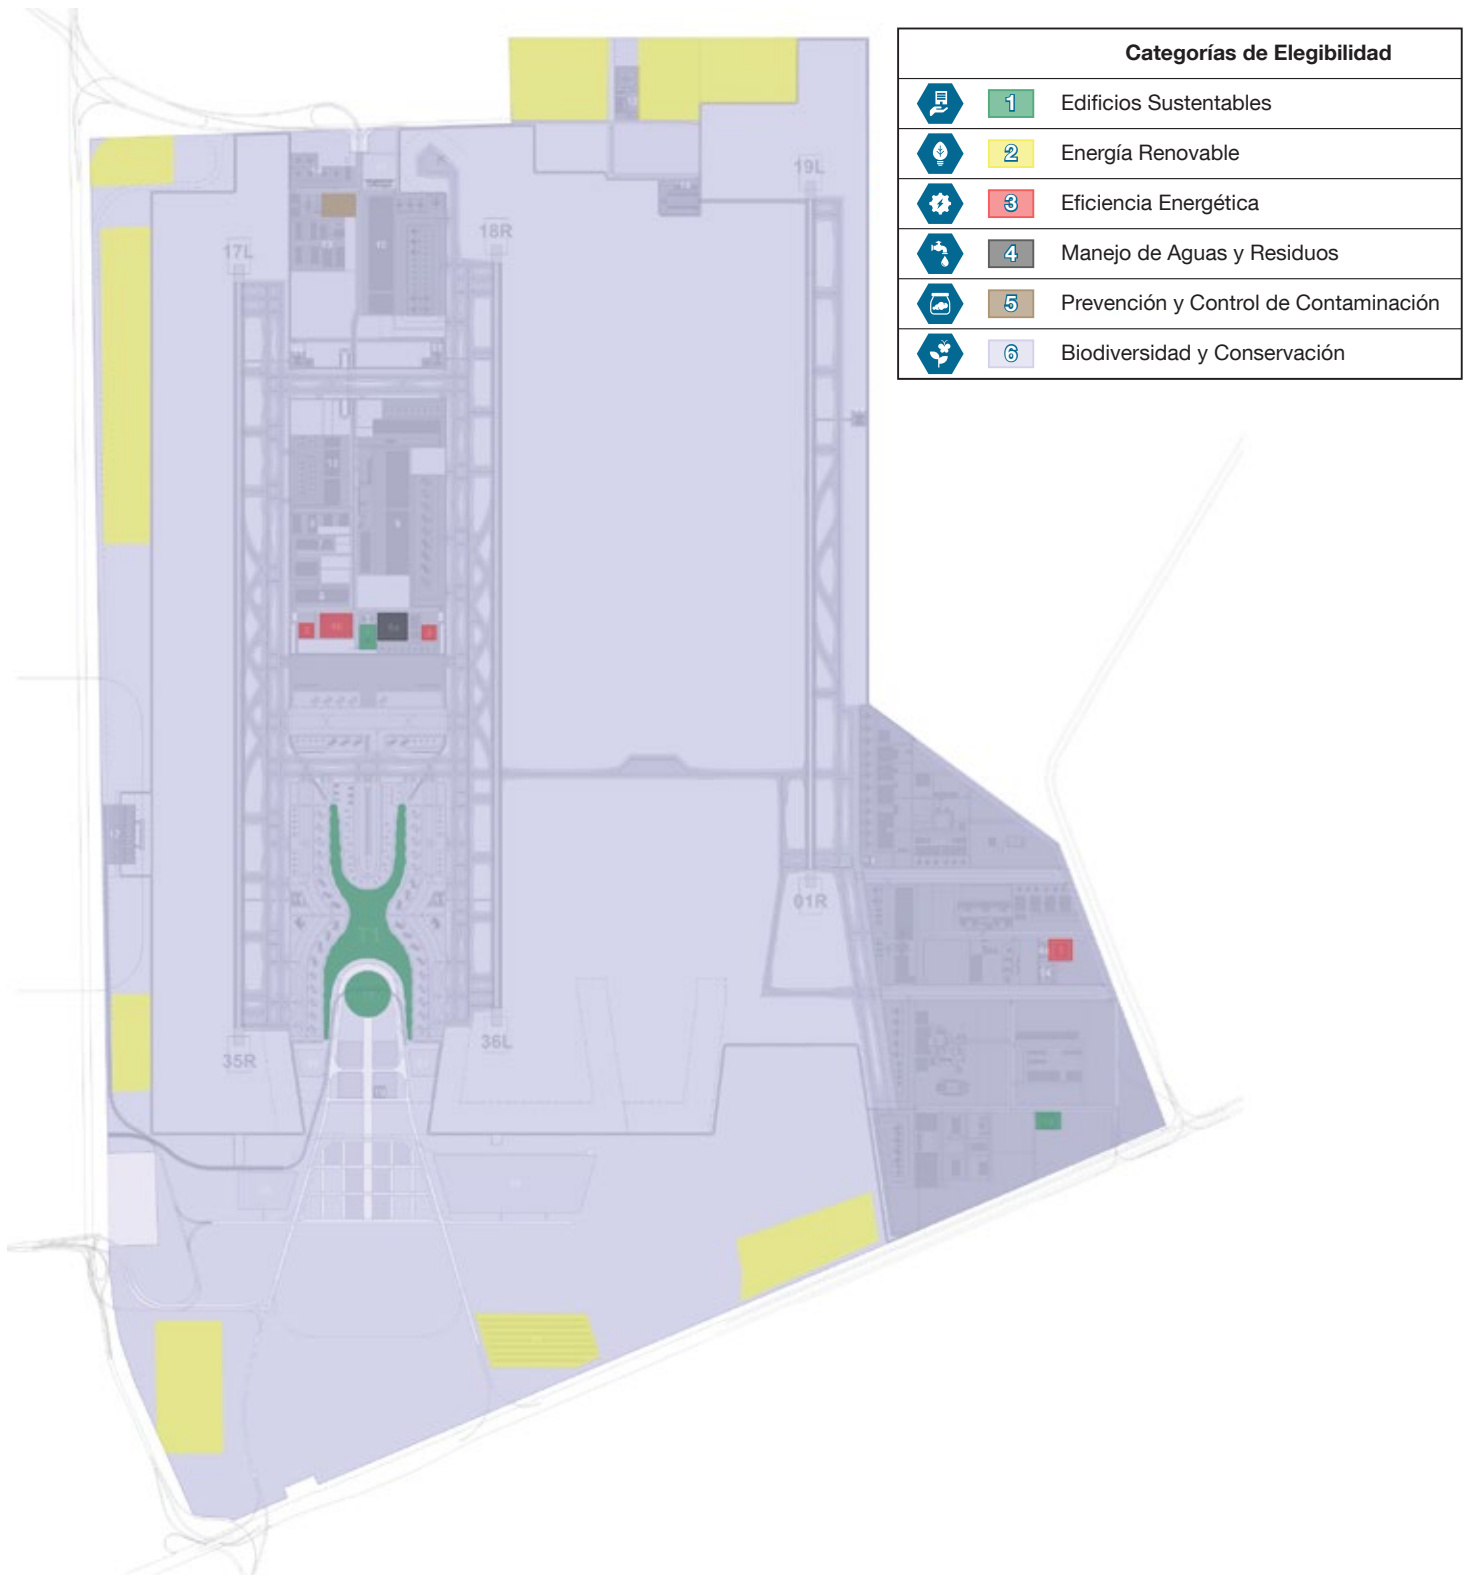 Categorías de Elegibilidad
1 Edificios Sustentables
2 Energía Renovable
3 Eficiencia Energética
4 Manejo de Aguas y Residuos
5 Prevención y Control de Contaminación
6 Biodiversidad y Conservación
19L
18R
17L
T1
01R
36L
35R